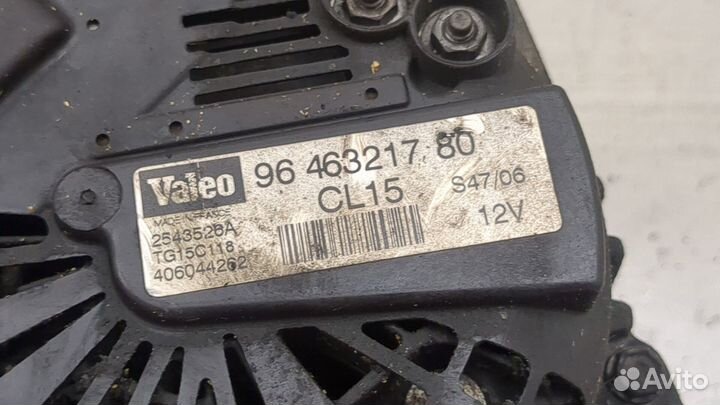 Valeo
96 463217 80
CL15
S47/06
12V
MADE IN FRANCE
2543526A
TG15C118
406044262
Avito